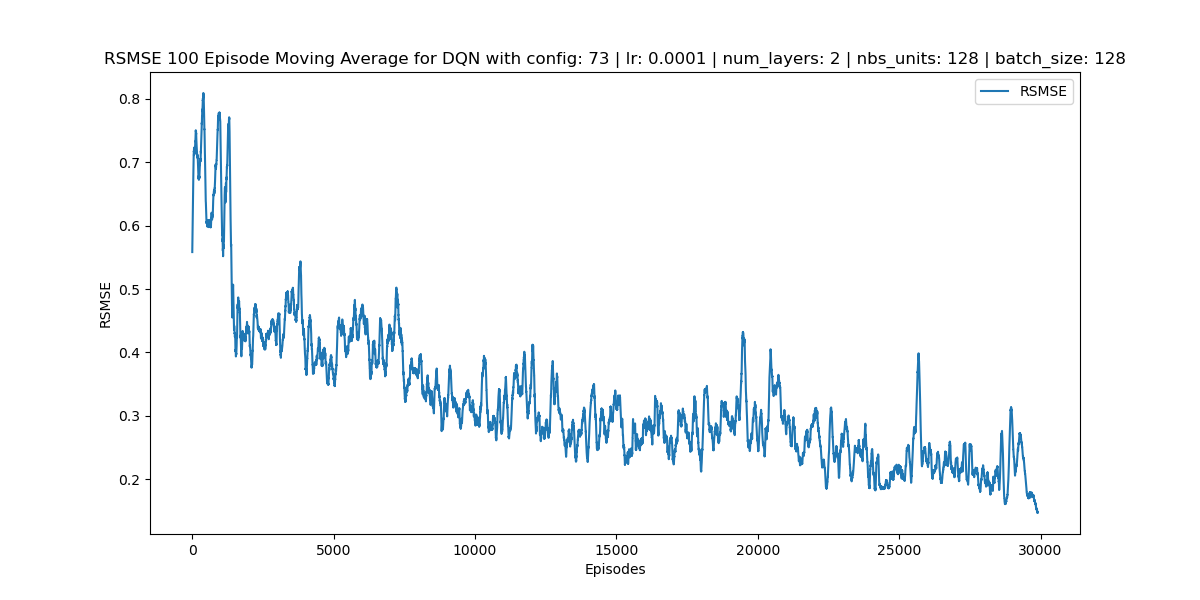 RSMSE 100 Episode Moving Average for DQN with config: 73 | lr: 0.0001 | num_layers: 2 | nbs_units: 128 | batch_size: 128
RSMSE
0.8
0.7
0.6
0.5
0.4
0.3
0.2
RSMSE
0 5000 10000 15000 20000 25000 30000
Episodes